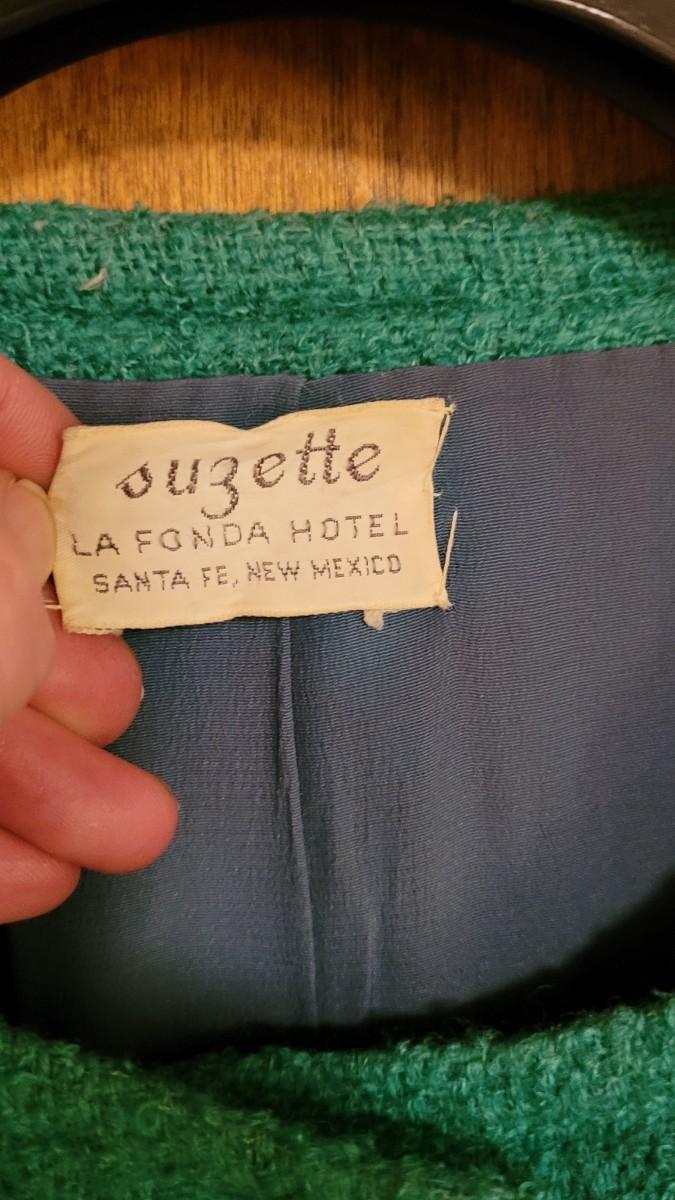 suzette
LA FONDA HOTEL
SANTA FE, NEW MEXICO